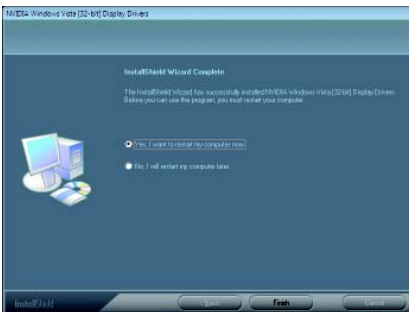 NVIDIA Windows Vista (32-bit) Display Drivers
InstallShield Wizard Complete
The InstallShield Wizard has successfully installed NVIDIA Windows Vista (32-bit) Display Drivers.
Before you can use the program, you must restart your computer.
Yes, I want to restart my computer now.
No, I will restart my computer later.
InstallShield
< Back
Finish
Cancel